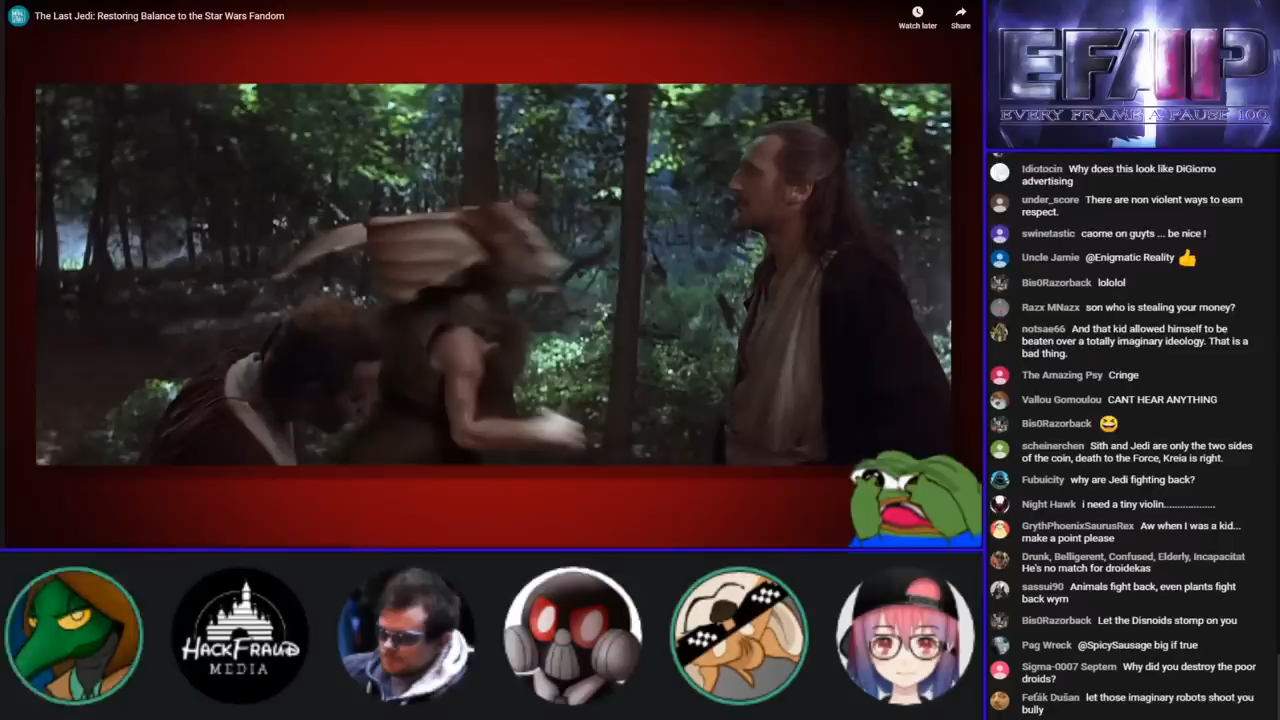 The Last Jedi: Restoring Balance to the Star Wars Fandom
Watch later
Share
EFAP
EVERY FRAME A PAUSE 100
Idiotocin Why does this look like DiGiorno
advertising
under_score There are non violent ways to earn
respect.
swinetastic caome on guyts ... be nice !
Uncle Jamie @Enigmatic Reality 👍
Bis0Razorback lololol
Razx MNazx son who is stealing your money?
notsae66 And that kid allowed himself to be
beaten over a totally imaginary ideology. That is a
bad thing.
The Amazing Psy Cringe
Vallou Gomoulou CANT HEAR ANYTHING
Bis0Razorback 😆
scheinerchen Sith and Jedi are only the two sides
of the coin, death to the Force, Kreia is right.
Fubuicity why are Jedi fighting back?
Night Hawk i need a tiny violin...................
GrythPhoenixSaurusRex Aw when I was a kid...
make a point please
Drunk, Belligerent, Confused, Elderly, Incapacitat
He's no match for droidekas
sassui90 Animals fight back, even plants fight
back wym
Bis0Razorback Let the Disnoids stomp on you
Pag Wreck @SpicySausage big if true
Sigma-0007 Septem Why did you destroy the poor
droids?
Feťák Dušan let those imaginary robots shoot you
bully
HACKFRAUD
MEDIA